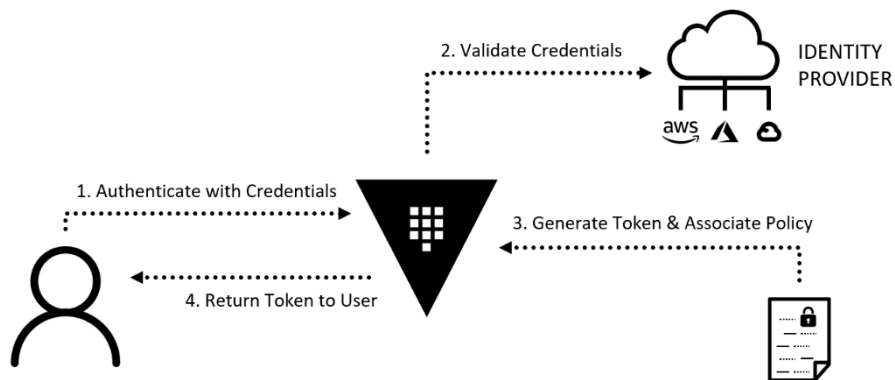 2. Validate Credentials
IDENTITY
PROVIDER
aws
1. Authenticate with Credentials
3. Generate Token & Associate Policy
4. Return Token to User